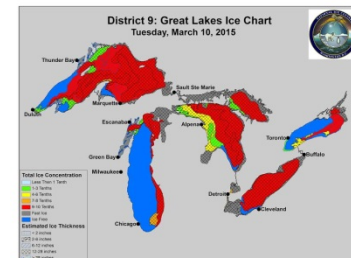 District 9: Great Lakes Ice Chart
Tuesday, March 10, 2015
Thunder Bay
Duluth
Marquette
Sault Ste Marie
Escanaba
Alpena
Green Bay
Toronto
Buffalo
Milwaukee
Detroit
Cleveland
Chicago
Total Ice Concentration
Less Than 1 Tenth
1-3 Tenths
4-6 Tenths
7-8 Tenths
9-10 Tenths
Fast Ice
Ice Free
Estimated Ice Thickness